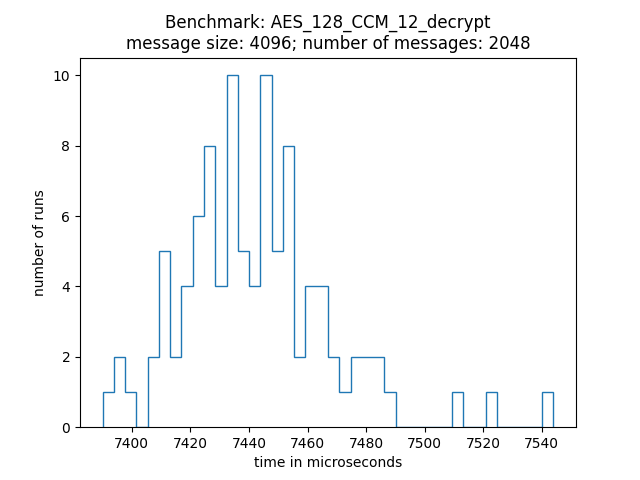 Benchmark: AES_128_CCM_12_decrypt
message size: 4096; number of messages: 2048
10
8
6
4
2
0
number of runs
7400 7420 7440 7460 7480 7500 7520 7540
time in microseconds